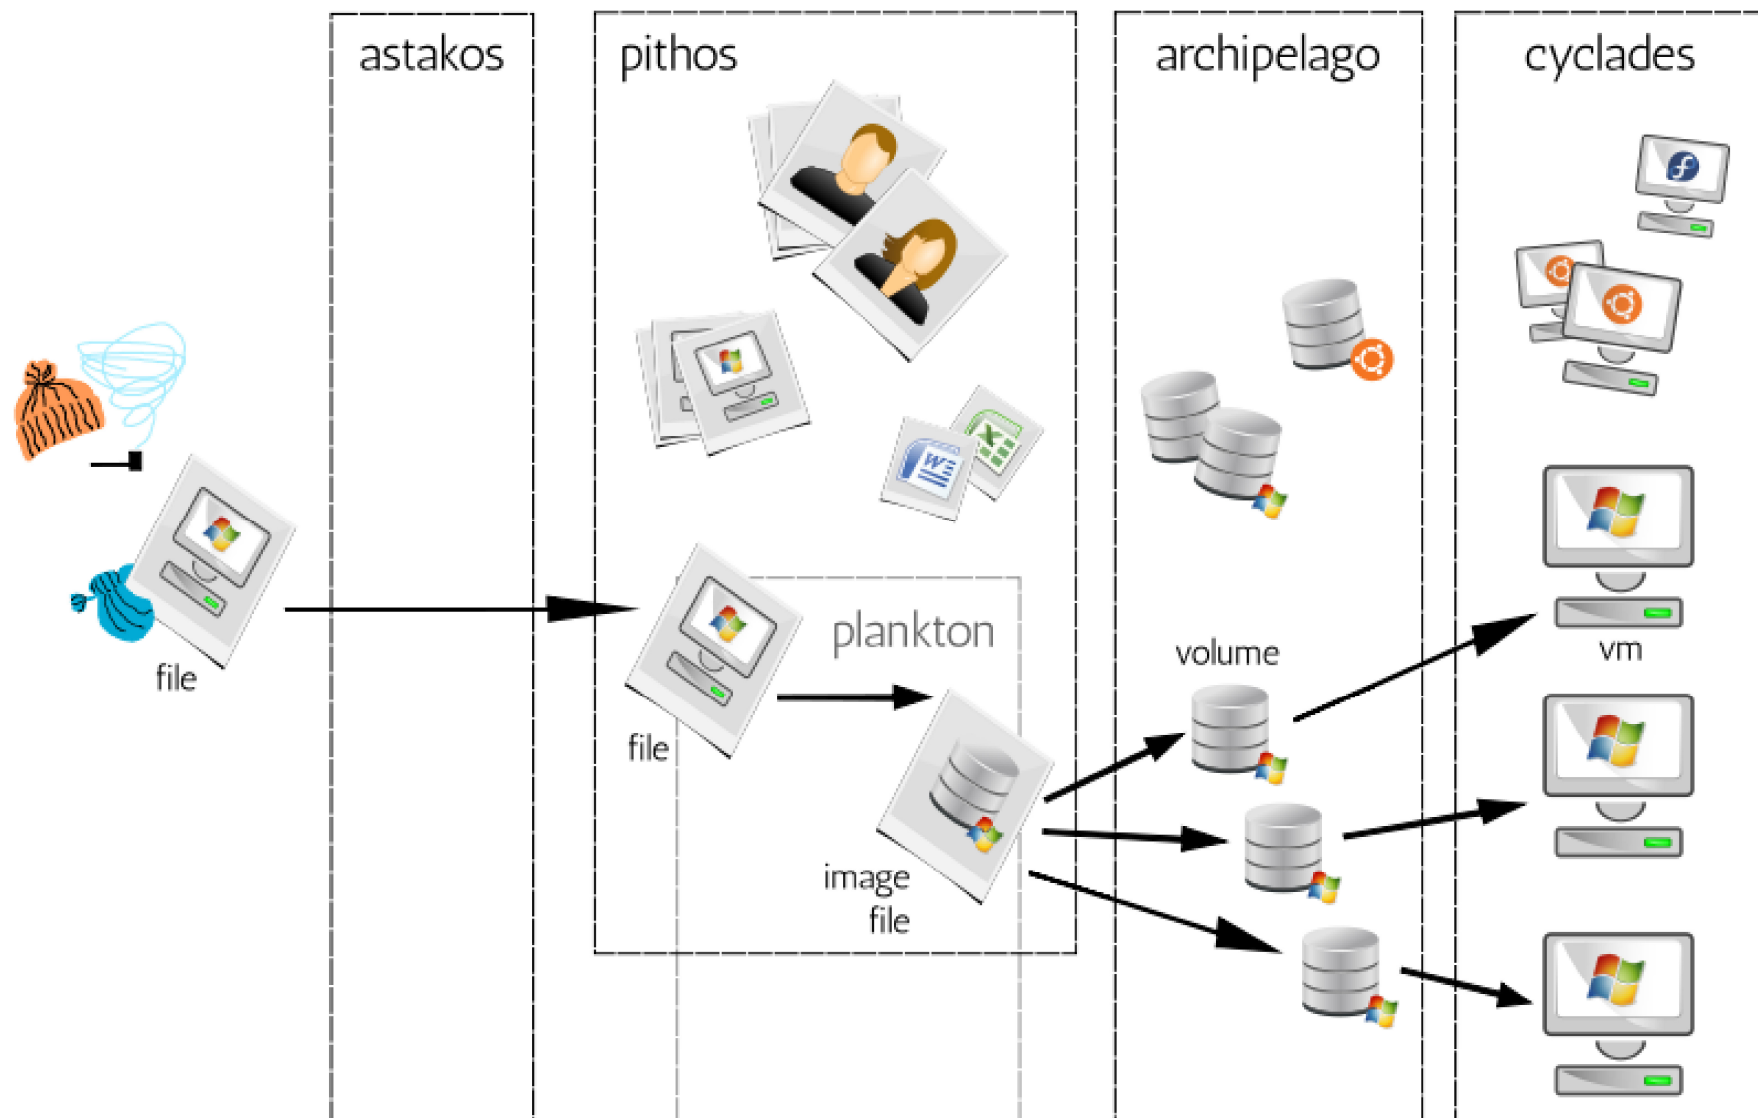 astakos
pithos
archipelago
cyclades
file
file
plankton
image
file
volume
vm
W
X